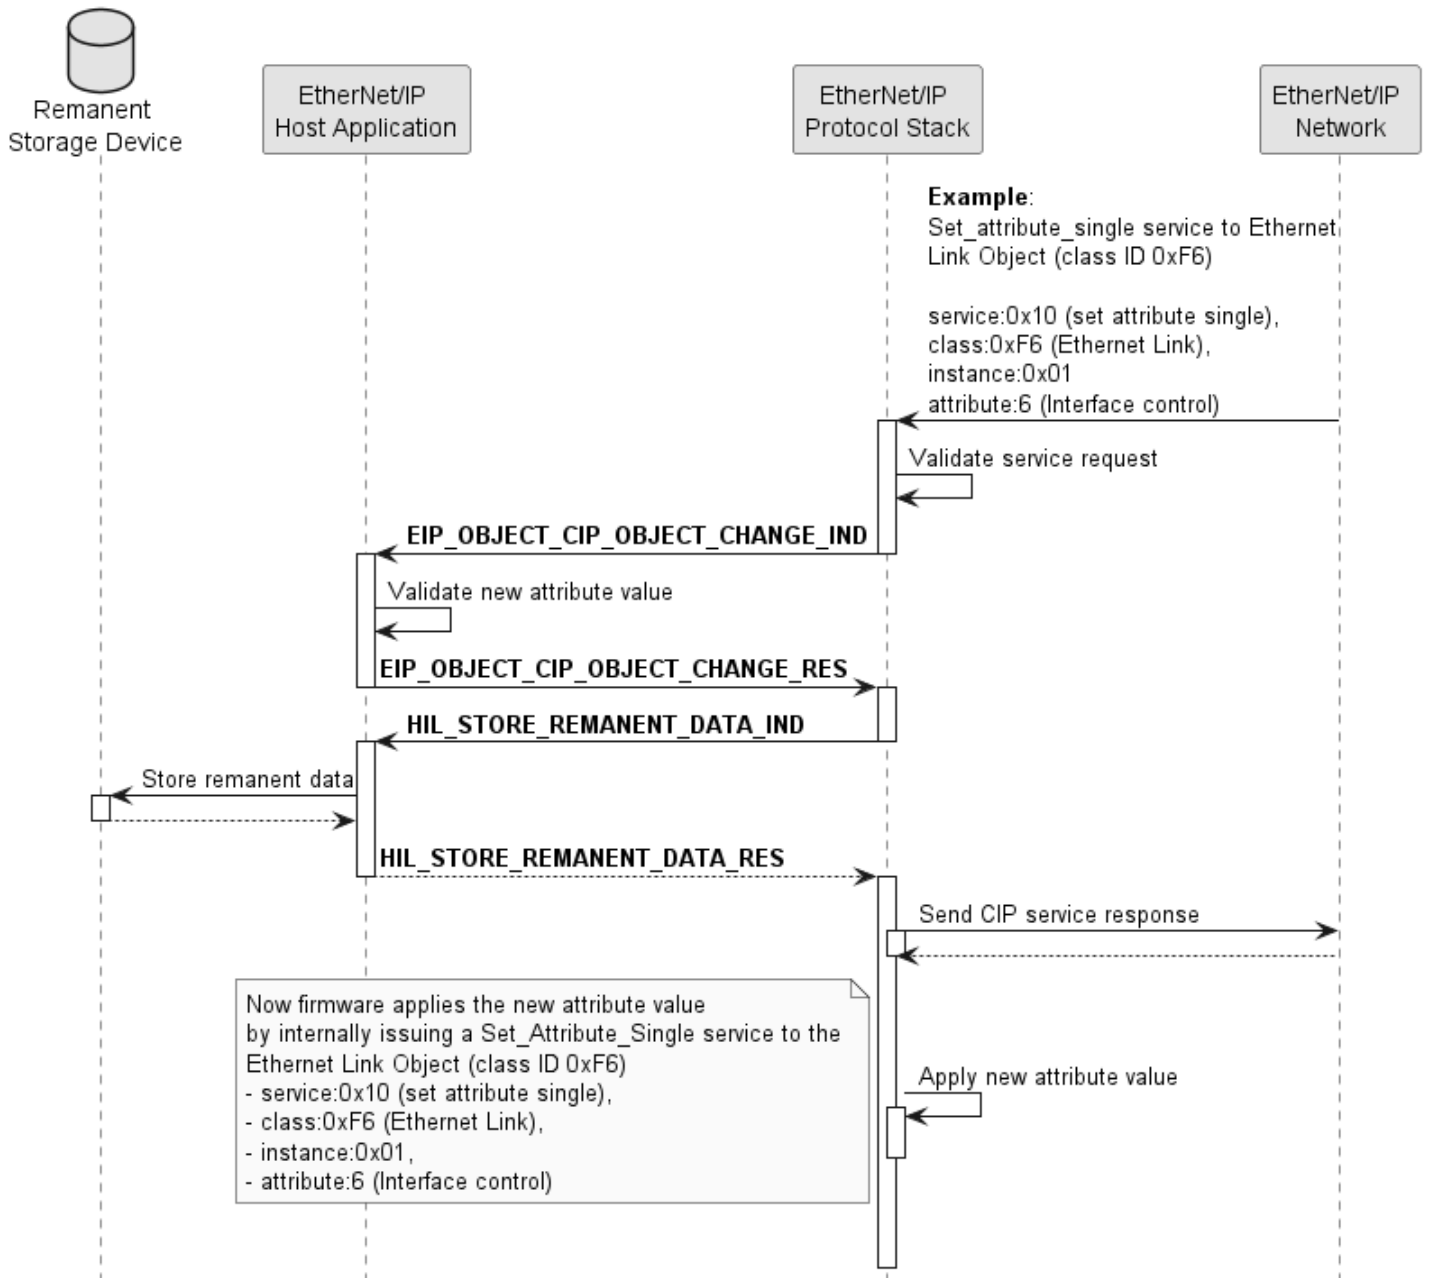 Remanent
Storage Device
EtherNet/IP
Host Application
EtherNet/IP
Protocol Stack
EtherNet/IP
Network
Example:
Set_attribute_single service to Ethernet
Link Object (class ID 0xF6)
service:0x10 (set attribute single),
class:0xF6 (Ethernet Link),
instance:0x01
attribute:6 (Interface control)
Validate service request
EIP_OBJECT_CIP_OBJECT_CHANGE_IND
Validate new attribute value
EIP_OBJECT_CIP_OBJECT_CHANGE_RES
HIL_STORE_REMANENT_DATA_IND
Store remanent data
HIL_STORE_REMANENT_DATA_RES
Send CIP service response
Now firmware applies the new attribute value
by internally issuing a Set_Attribute_Single service to the
Ethernet Link Object (class ID 0xF6)
- service:0x10 (set attribute single),
- class:0xF6 (Ethernet Link),
- instance:0x01,
- attribute:6 (Interface control)
Apply new attribute value